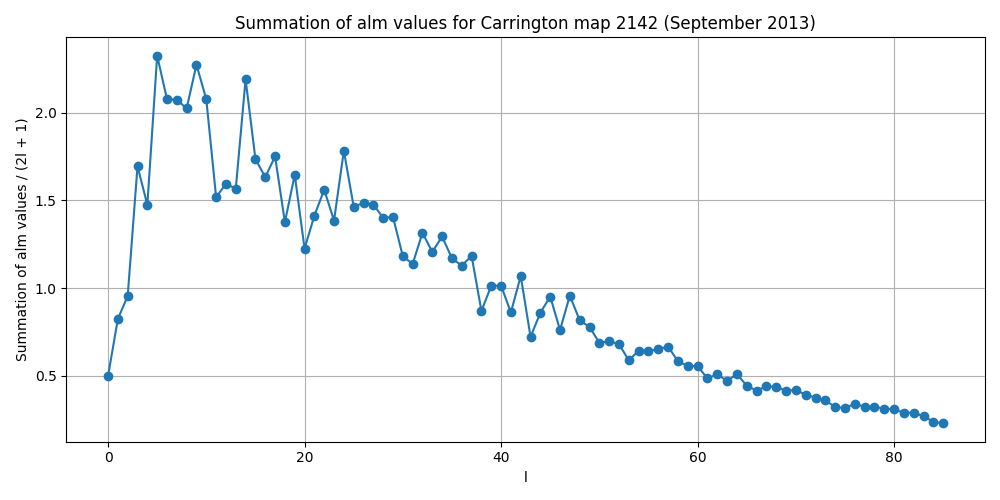 Summation of alm values for Carrington map 2142 (September 2013)
Summation of alm values / (2l + 1)
2.0
1.5
1.0
0.5
0 20 40 60 80
l